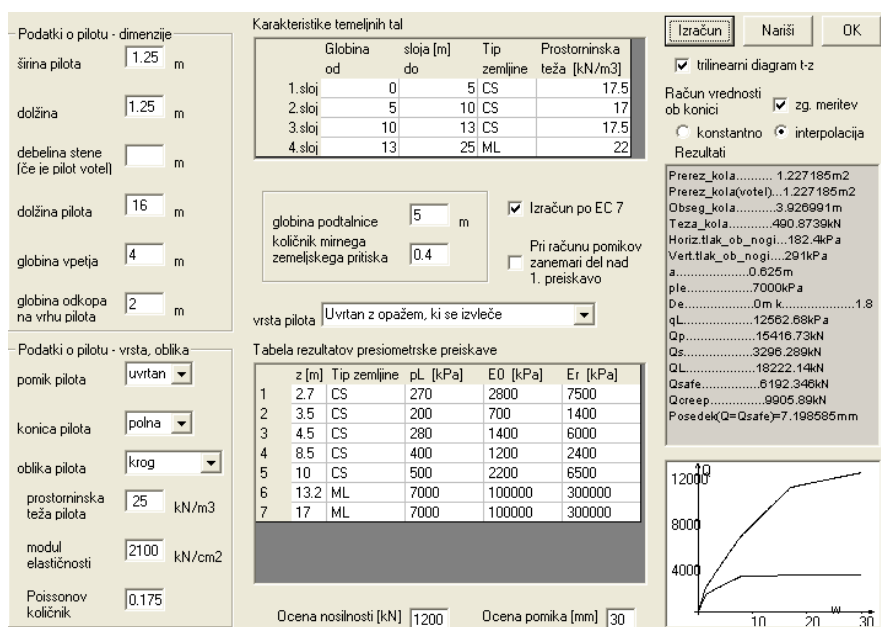 Podatki o pilotu - dimenzije
širina pilota 1.25 m
dolžina 1.25 m
debelina stene
(če je pilot votel) m
dolžina pilota 16 m
globina vpetja 4 m
globina odkopa
na vrhu pilota 2 m
Podatki o pilotu - vrsta, oblika
pomik pilota uvrtan
konica pilota polna
oblika pilota krog
prostorninska
teža pilota 25 kN/m3
modul
elastičnosti 2100 kN/cm2
Poissonov
količnik 0.175
Karakteristike temeljnih tal
Globina sloja [m] Tip Prostorninska
od do zemljine teža [kN/m3]
1.sloj 0 5 CS 17.5
2.sloj 5 10 CS 17
3.sloj 10 13 CS 17.5
4.sloj 13 25 ML 22
globina podtalnice 5 m
količnik mirnega
zemeljskega pritiska 0.4
Izračun po EC 7
Pri računu pomikov
zanemari del nad
1. preiskavo
vrsta pilota Uvrtan z opažem, ki se izvleče
Tabela rezultatov presiometrske preiskave
z [m] Tip zemljine pL [kPa] E0 [kPa] Er [kPa]
1 2.7 CS 270 2800 7500
2 3.5 CS 200 700 1400
3 4.5 CS 280 1400 6000
4 8.5 CS 400 1200 2400
5 10 CS 500 2200 6500
6 13.2 ML 7000 100000 300000
7 17 ML 7000 100000 300000
Ocena nosilnosti [kN] 1200 Ocena pomika [mm] 30
Izračun Nariši OK
trilinearni diagram t-z
Račun vrednosti
ob konici zg. meritev
konstantno interpolacija
Rezultati
Prerez_kola.......... 1.227185m2
Prerez_kola(votel)...1.227185m2
Obseg_kola..........3.926991m
Teza_kola...........490.8739kN
Horiz.tlak_ob_nogi...182.4kPa
Vert.tlak_ob_nogi....291kPa
a....................0.625m
ple..................7000kPa
De...................0m k...................1.8
qL...................12562.68kPa
Qp...................15416.73kN
Qs...................3296.289kN
QL...................18222.14kN
Qsafe................6192.346kN
Qcreep...............9905.89kN
Posedek(Q=Qsafe)=7.198585mm
12000 Q
8000
4000
W
10 20 30